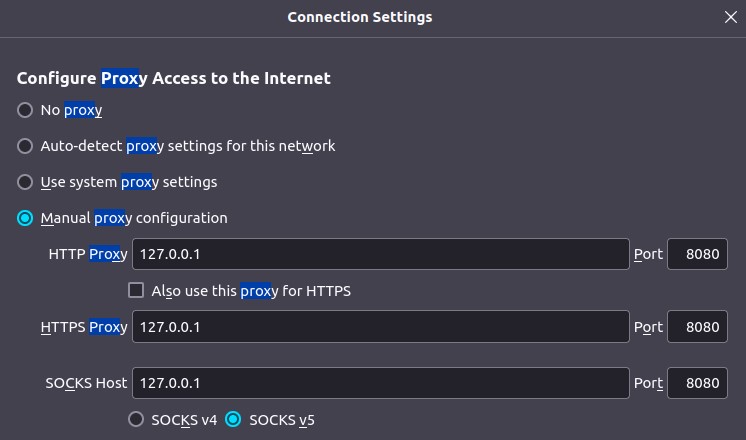 Connection Settings
Configure Proxy Access to the Internet
No proxy
Auto-detect proxy settings for this network
Use system proxy settings
Manual proxy configuration
HTTP Proxy 127.0.0.1 Port 8080
Also use this proxy for HTTPS
HTTPS Proxy 127.0.0.1 Port 8080
SOCKS Host 127.0.0.1 Port 8080
SOCKS v4 SOCKS v5